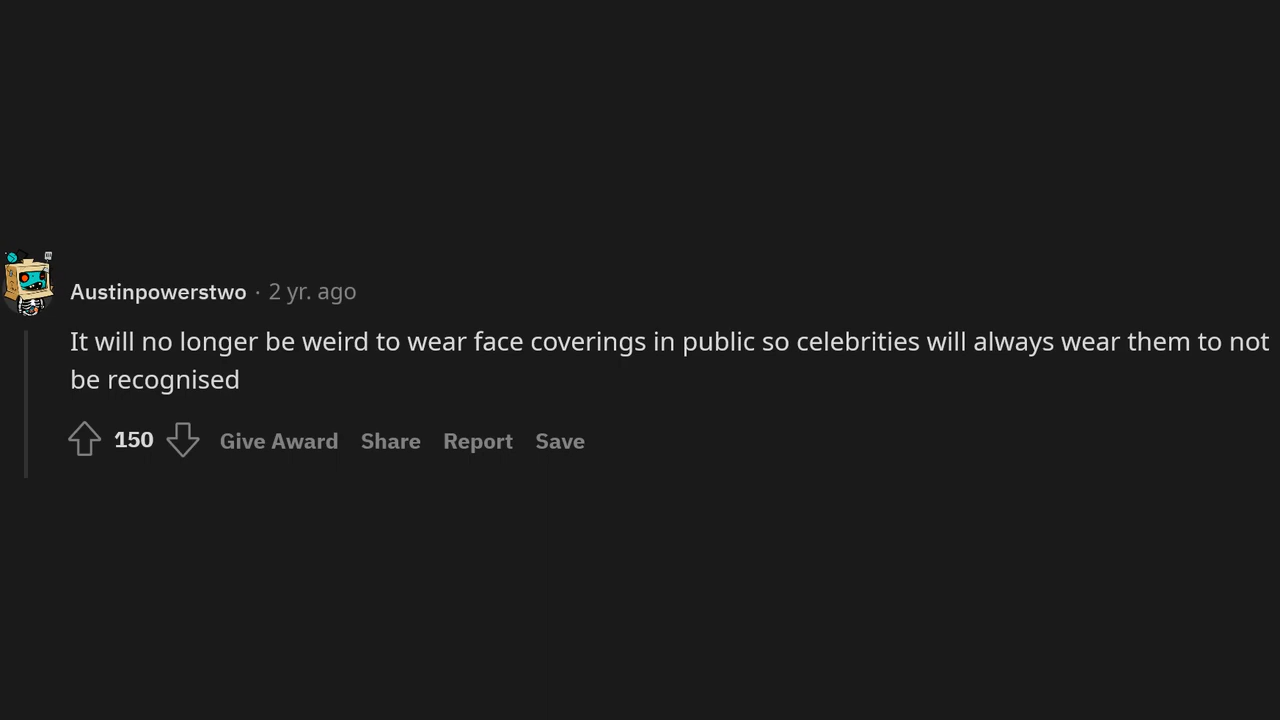 Austinpowerstwo · 2 yr. ago
It will no longer be weird to wear face coverings in public so celebrities will always wear them to not
be recognised
150 Give Award Share Report Save